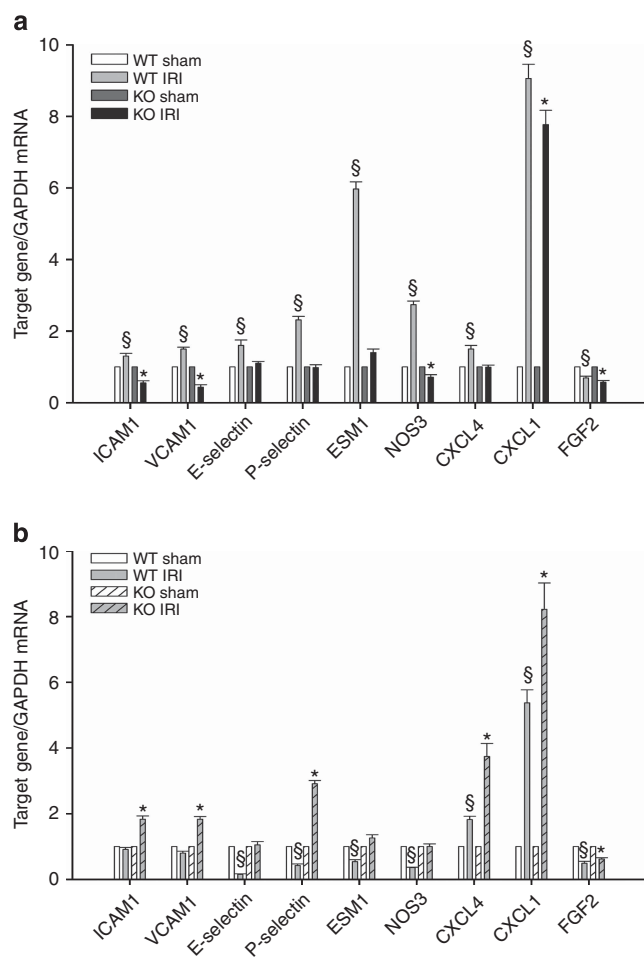 a
10
8
6
4
2
0
Target gene/GAPDH mRNA
WT sham
WT IRI
KO sham
KO IRI
§ * § * § § § § * § § * § *
ICAM1 VCAM1 E-selectin P-selectin ESM1 NOS3 CXCL4 CXCL1 FGF2
b
10
8
6
4
2
0
Target gene/GAPDH mRNA
WT sham
WT IRI
KO sham
KO IRI
* * § § * § § § * § * § *
ICAM1 VCAM1 E-selectin P-selectin ESM1 NOS3 CXCL4 CXCL1 FGF2